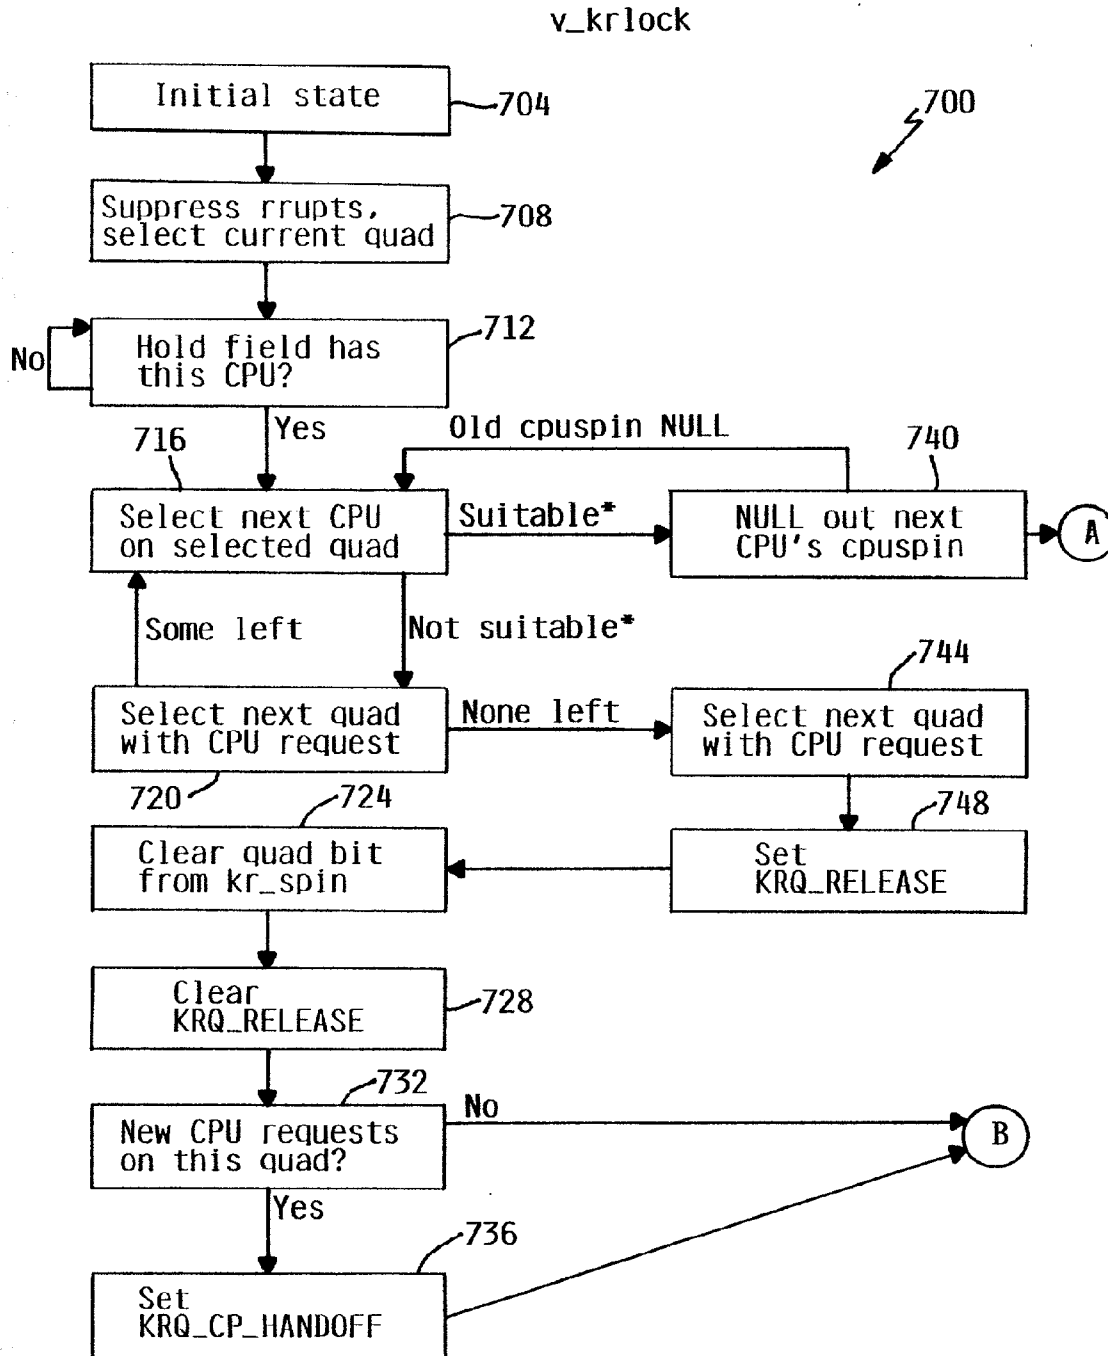 v_krlock
Initial state
704
700
Suppress rrupts,
select current quad
708
Hold field has
this CPU?
712
No
Yes
Old cpuspin NULL
716
740
Select next CPU
on selected quad
Suitable*
NULL out next
CPU's cpuspin
A
Some left
Not suitable*
744
Select next quad
with CPU request
None left
Select next quad
with CPU request
720
724
748
Clear quad bit
from kr_spin
Set
KRQ_RELEASE
Clear
KRQ_RELEASE
728
732
New CPU requests
on this quad?
No
B
Yes
736
Set
KRQ_CP_HANDOFF